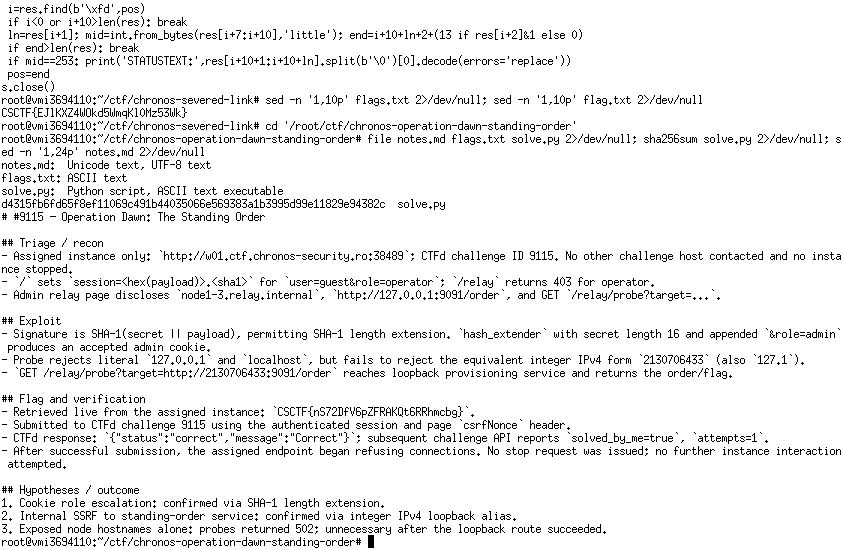 i=res.find(b'\xfd',pos)
if i<0 or i+10>len(res): break
ln=res[i+1]; mid=int.from_bytes(res[i+7:i+10],'little'); end=i+10+ln+2+(13 if res[i+2]&1 else 0)
if end>len(res): break
if mid==253: print('STATUSTEXT:',res[i+10+1:i+10+ln].split(b'\0')[0].decode(errors='replace'))
pos=end
s.close()
root@vmi3694110:~/ctf/chronos-severed-link# sed -n '1,10p' flags.txt 2>/dev/null; sed -n '1,10p' flag.txt 2>/dev/null
CSCTF{EJlKXZ4WOkd5WmqKl0Mz53Wk}
root@vmi3694110:~/ctf/chronos-severed-link# cd '/root/ctf/chronos-operation-dawn-standing-order'
root@vmi3694110:~/ctf/chronos-operation-dawn-standing-order# file notes.md flags.txt solve.py 2>/dev/null; sha256sum solve.py 2>/dev/null; s
ed -n '1,24p' notes.md 2>/dev/null
notes.md:  Unicode text, UTF-8 text
flags.txt: ASCII text
solve.py:  Python script, ASCII text executable
d4315fb6fd65f8ef11069c491b44035066e569383a1b3995d99e11829e94382c  solve.py
# #9115 - Operation Dawn: The Standing Order

## Triage / recon
- Assigned instance only: `http://w01.ctf.chronos-security.ro:38489`; CTFd challenge ID 9115. No other challenge host contacted and no insta
nce stopped.
- `/` sets `session=<hex(payload)>.<sha1>` for `user=guest&role=operator`; `/relay` returns 403 for operator.
- Admin relay page discloses `node1-3.relay.internal`, `http://127.0.0.1:9091/order`, and GET `/relay/probe?target=...`.

## Exploit
- Signature is SHA-1(secret || payload), permitting SHA-1 length extension. `hash_extender` with secret length 16 and appended `&role=admin`
produces an accepted admin cookie.
- Probe rejects literal `127.0.0.1` and `localhost`, but fails to reject the equivalent integer IPv4 form `2130706433` (also `127.1`).
- `GET /relay/probe?target=http://2130706433:9091/order` reaches loopback provisioning service and returns the order/flag.

## Flag and verification
- Retrieved live from the assigned instance: `CSCTF{nS72DfV6pZFRAKQt6RRhmcbg}`.
- Submitted to CTFd challenge 9115 using the authenticated session and page `csrfNonce` header.
- CTFd response: `{"status":"correct","message":"Correct"}`; subsequent challenge API reports `solved_by_me=true`, `attempts=1`.
- After successful submission, the assigned endpoint began refusing connections. No stop request was issued; no further instance interaction
attempted.

## Hypotheses / outcome
1. Cookie role escalation: confirmed via SHA-1 length extension.
2. Internal SSRF to standing-order service: confirmed via integer IPv4 loopback alias.
3. Exposed node hostnames alone: probes returned 502; unnecessary after the loopback route succeeded.
root@vmi3694110:~/ctf/chronos-operation-dawn-standing-order#